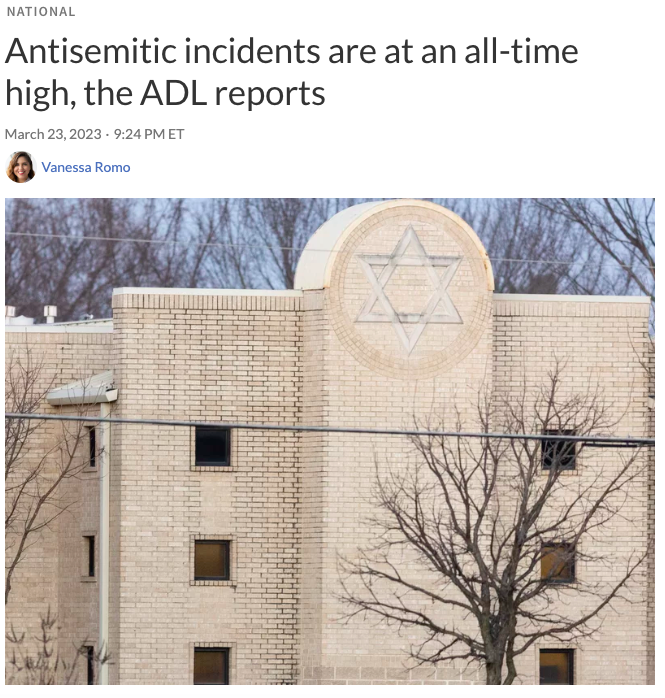 NATIONAL
Antisemitic incidents are at an all-time
high, the ADL reports
March 23, 2023 · 9:24 PM ET
Vanessa Romo